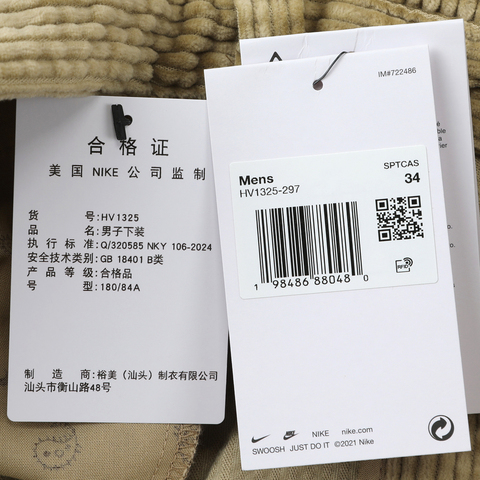 合格证
美国 NIKE 公司监制
货 号:HV1325
品 名:男子下装
执行标准:Q/320585 NKY 106-2024
安全技术类别:GB 18401 B类
产品等级:合格品
号 型:180/84A
制 造 商:裕美（汕头）制衣有限公司
汕头市衡山路48号
IM#722486
SPTCAS
Mens 34
HV1325-297
1 98486 88048 0
RFID
NIKE nike.com
SWOOSH JUST DO IT ©2021 Nike